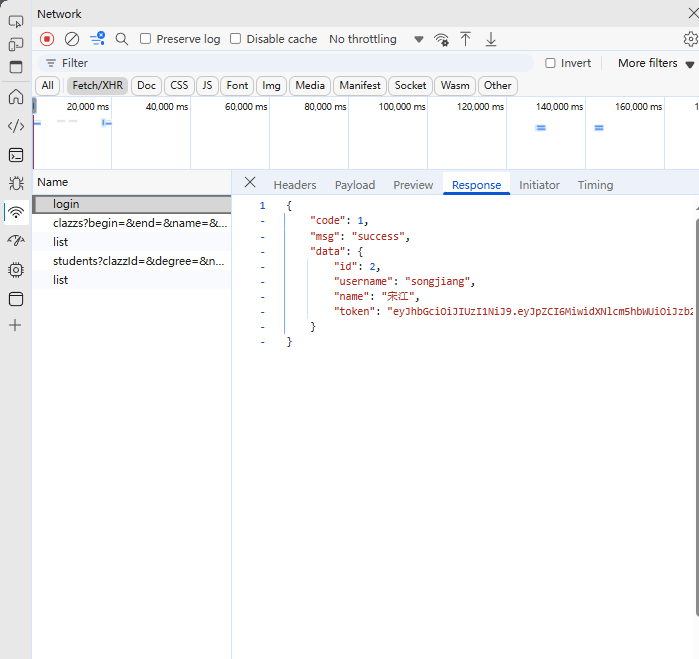 Network
Preserve log Disable cache No throttling
Filter Invert More filters
All Fetch/XHR Doc CSS JS Font Img Media Manifest Socket Wasm Other
20,000 ms 40,000 ms 60,000 ms 80,000 ms 100,000 ms 120,000 ms 140,000 ms 160,000 ms 1
Name
login
clazzs?begin=&end=&name=&...
list
students?clazzId=&degree=&n...
list
Headers Payload Preview Response Initiator Timing
1 {
- "code": 1,
- "msg": "success",
- "data": {
- "id": 2,
- "username": "songjiang",
- "name": "宋江",
- "token": "eyJhbGciOiJIUzI1NiJ9.eyJpZCI6MiwidXNlcm5hbWUiOiJzb2
- }
- }